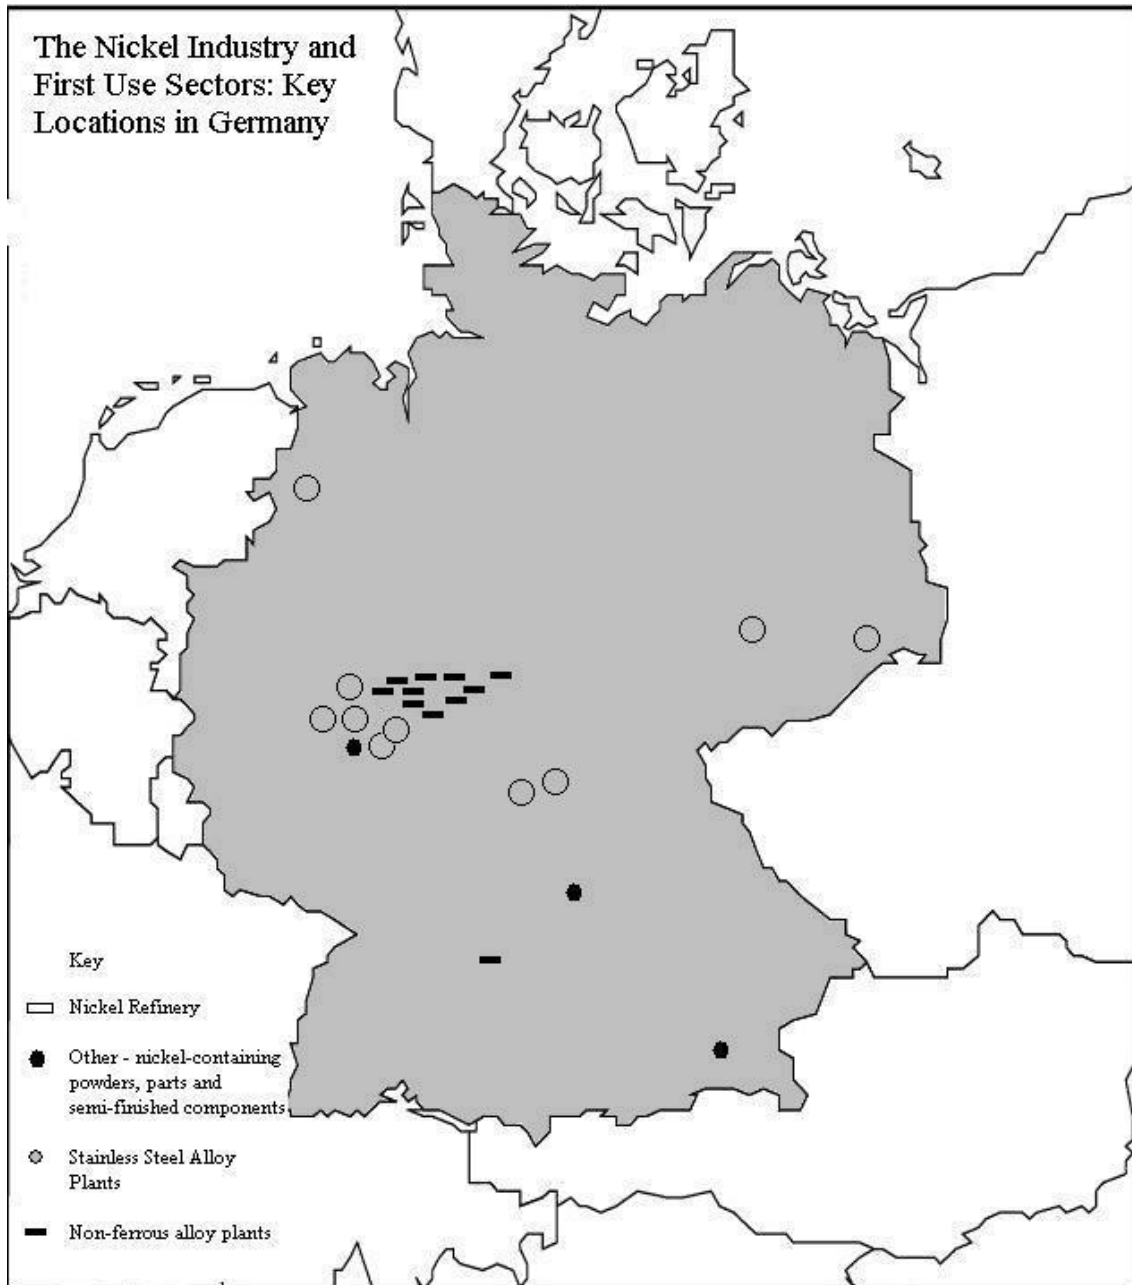 The Nickel Industry and
First Use Sectors: Key
Locations in Germany
Key
Nickel Refinery
Other - nickel-containing
powders, parts and
semi-finished components
Stainless Steel Alloy
Plants
Non-ferrous alloy plants